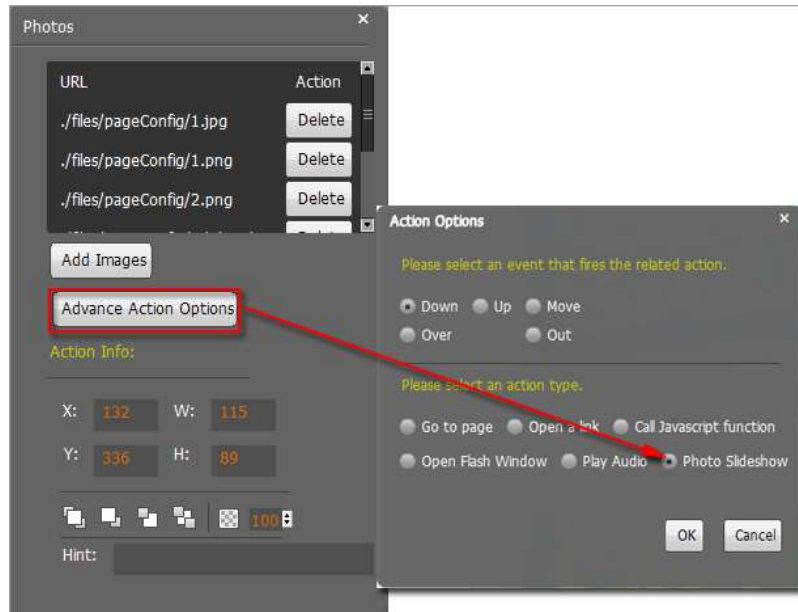 Photos
URL Action
./files/pageConfig/1.jpg Delete
./files/pageConfig/1.png Delete
./files/pageConfig/2.png Delete
Add Images
Advance Action Options
Action Info:
X: 132 W: 115
Y: 336 H: 89
100
Hint:
Action Options
Please select an event that fires the related action.
Down Up Move
Over Out
Please select an action type.
Go to page Open a link Call Javascript function
Open Flash Window Play Audio Photo Slideshow
OK Cancel